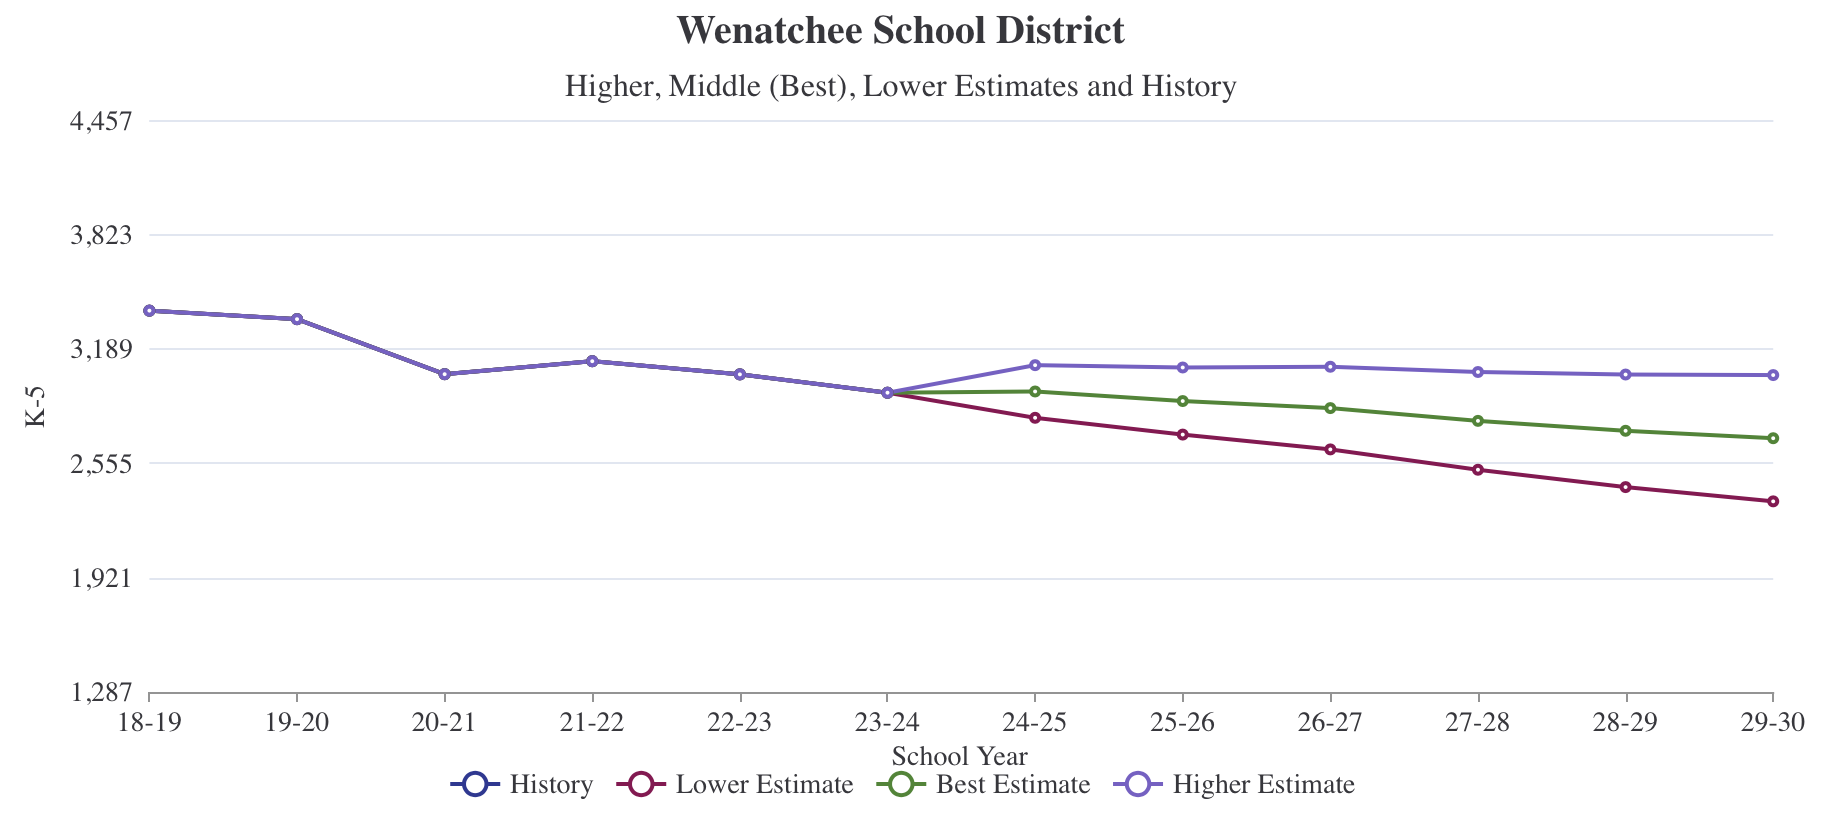 Wenatchee School District
Higher, Middle (Best), Lower Estimates and History
4,457
3,823
3,189
2,555
1,921
1,287
K-5
18-19 19-20 20-21 21-22 22-23 23-24 24-25 25-26 26-27 27-28 28-29 29-30
School Year
History Lower Estimate Best Estimate Higher Estimate